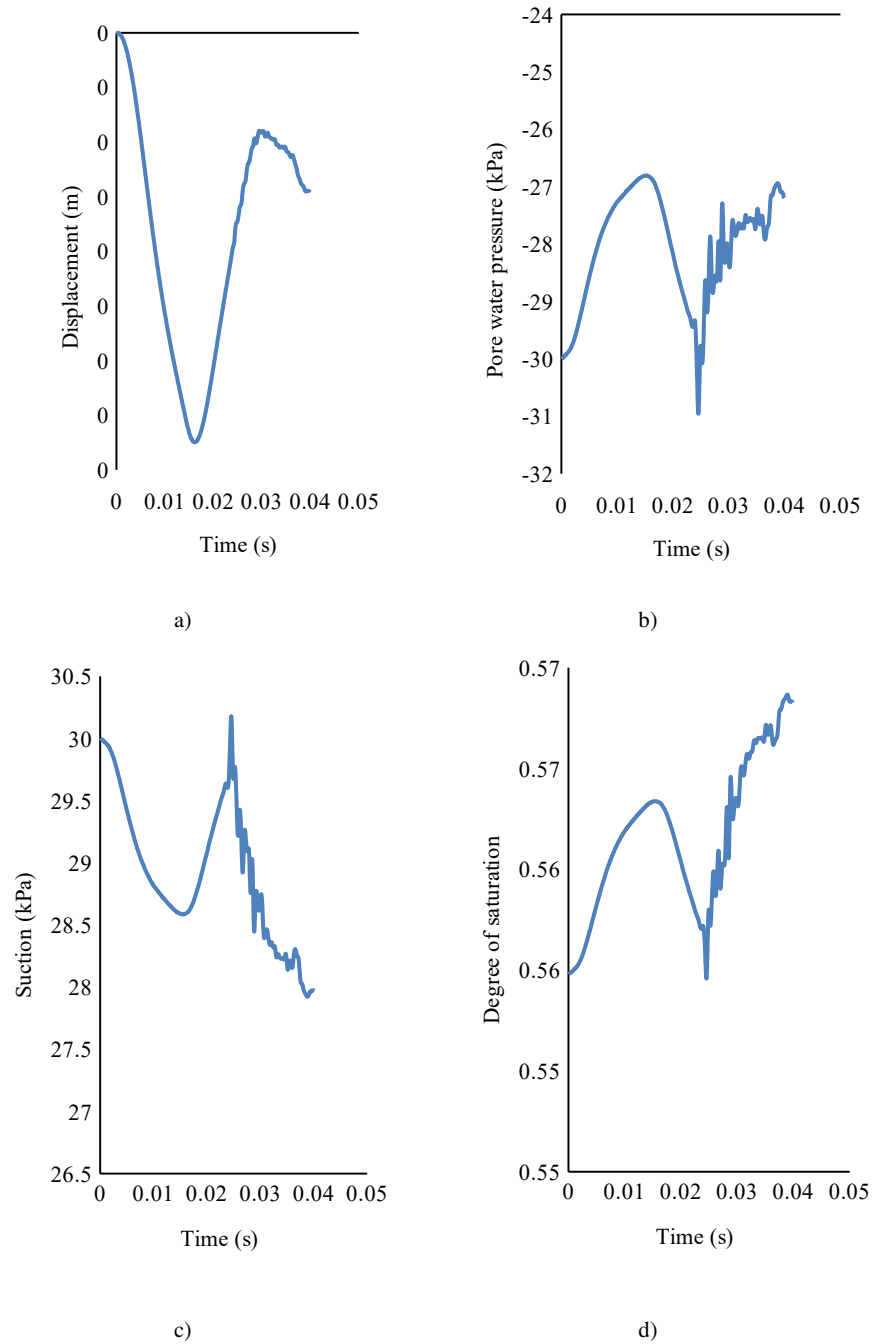 0
0
0
0
0
0
0
0
0
Displacement (m)
0 0.01 0.02 0.03 0.04 0.05
Time (s)
a)
-24
-25
-26
-27
-28
-29
-30
-31
-32
Pore water pressure (kPa)
0 0.01 0.02 0.03 0.04 0.05
Time (s)
b)
30.5
30
29.5
29
28.5
28
27.5
27
26.5
Suction (kPa)
0 0.01 0.02 0.03 0.04 0.05
Time (s)
c)
0.57
0.57
0.56
0.56
0.55
0.55
Degree of saturation
0 0.01 0.02 0.03 0.04 0.05
Time (s)
d)